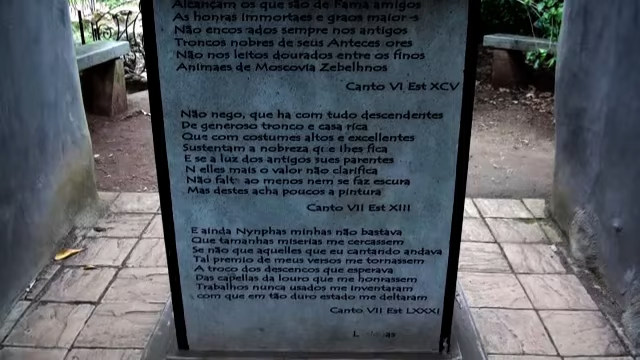 Alcançam os que são de Fama amigos
As honras immortaes e graos maior s
Não encos ados sempre nos antigos
Troncos nobres de seus Anteces ores
Não nos leitos dourados entre os finos
Animaes de Moscovia Zebelhnos
Canto VI Est XCV
Não nego, que ha com tudo descendentes
De generoso tronco e casa rica
Que com costumes altos e excellentes
Sustentam a nobreza que lhes fica
E se a luz dos antigos sues parentes
N elles mais o valor não clarifica
Não falt ao menos nem se faz escura
Mas destes acha poucos a pintura
Canto VII Est XIII
E ainda Nynphas minhas não bastava
Que tamanhas miserias me cercassem
Se não que aquelles que eu cantando andava
Tal premio de meus versos me tornassem
A troco dos descencos que esperava
Das capellas da louro que me honrassem
Trabalhos nunca usados me inventaram
com que em tão duro estado me deltaram
Canto VII Est LXXXI